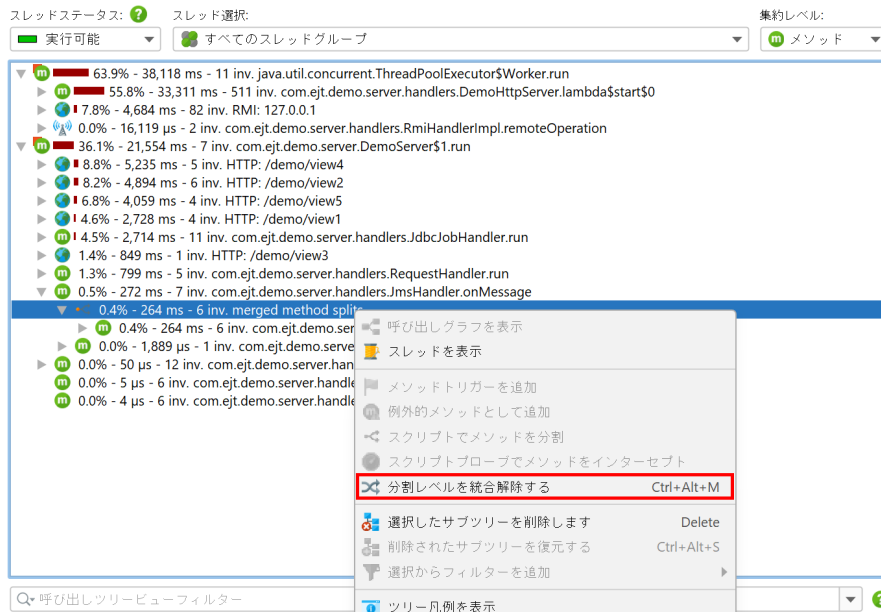 スレッドステータス: ? スレッド選択: 集約レベル:
実行可能 すべてのスレッドグループ m メソッド
m 63.9% - 38,118 ms - 11 inv. java.util.concurrent.ThreadPoolExecutor$Worker.run
m 55.8% - 33,311 ms - 511 inv. com.ejt.demo.server.handlers.DemoHttpServer.lambda$start$0
7.8% - 4,684 ms - 82 inv. RMI: 127.0.0.1
0.0% - 16,119 µs - 2 inv. com.ejt.demo.server.handlers.RmiHandlerImpl.remoteOperation
m 36.1% - 21,554 ms - 7 inv. com.ejt.demo.server.DemoServer$1.run
8.8% - 5,235 ms - 5 inv. HTTP: /demo/view4
8.2% - 4,894 ms - 6 inv. HTTP: /demo/view2
6.8% - 4,059 ms - 4 inv. HTTP: /demo/view5
4.6% - 2,728 ms - 4 inv. HTTP: /demo/view1
m 4.5% - 2,714 ms - 11 inv. com.ejt.demo.server.handlers.JdbcJobHandler.run
1.4% - 849 ms - 1 inv. HTTP: /demo/view3
m 1.3% - 799 ms - 5 inv. com.ejt.demo.server.handlers.RequestHandler.run
m 0.5% - 272 ms - 7 inv. com.ejt.demo.server.handlers.JmsHandler.onMessage
0.4% - 264 ms - 6 inv. merged method splits
m 0.4% - 264 ms - 6 inv. com.ejt.demo.ser
m 0.0% - 1,889 µs - 1 inv. com.ejt.demo.serve
m 0.0% - 50 µs - 12 inv. com.ejt.demo.server.han
m 0.0% - 5 µs - 6 inv. com.ejt.demo.server.handle
m 0.0% - 4 µs - 6 inv. com.ejt.demo.server.handle
呼び出しグラフを表示
スレッドを表示
メソッドトリガーを追加
例外的メソッドとして追加
スクリプトでメソッドを分割
スクリプトプローブでメソッドをインターセプト
分割レベルを統合解除する Ctrl+Alt+M
選択したサブツリーを削除します Delete
削除されたサブツリーを復元する Ctrl+Alt+S
選択からフィルターを追加
ツリー凡例を表示
呼び出しツリービューフィルター ?